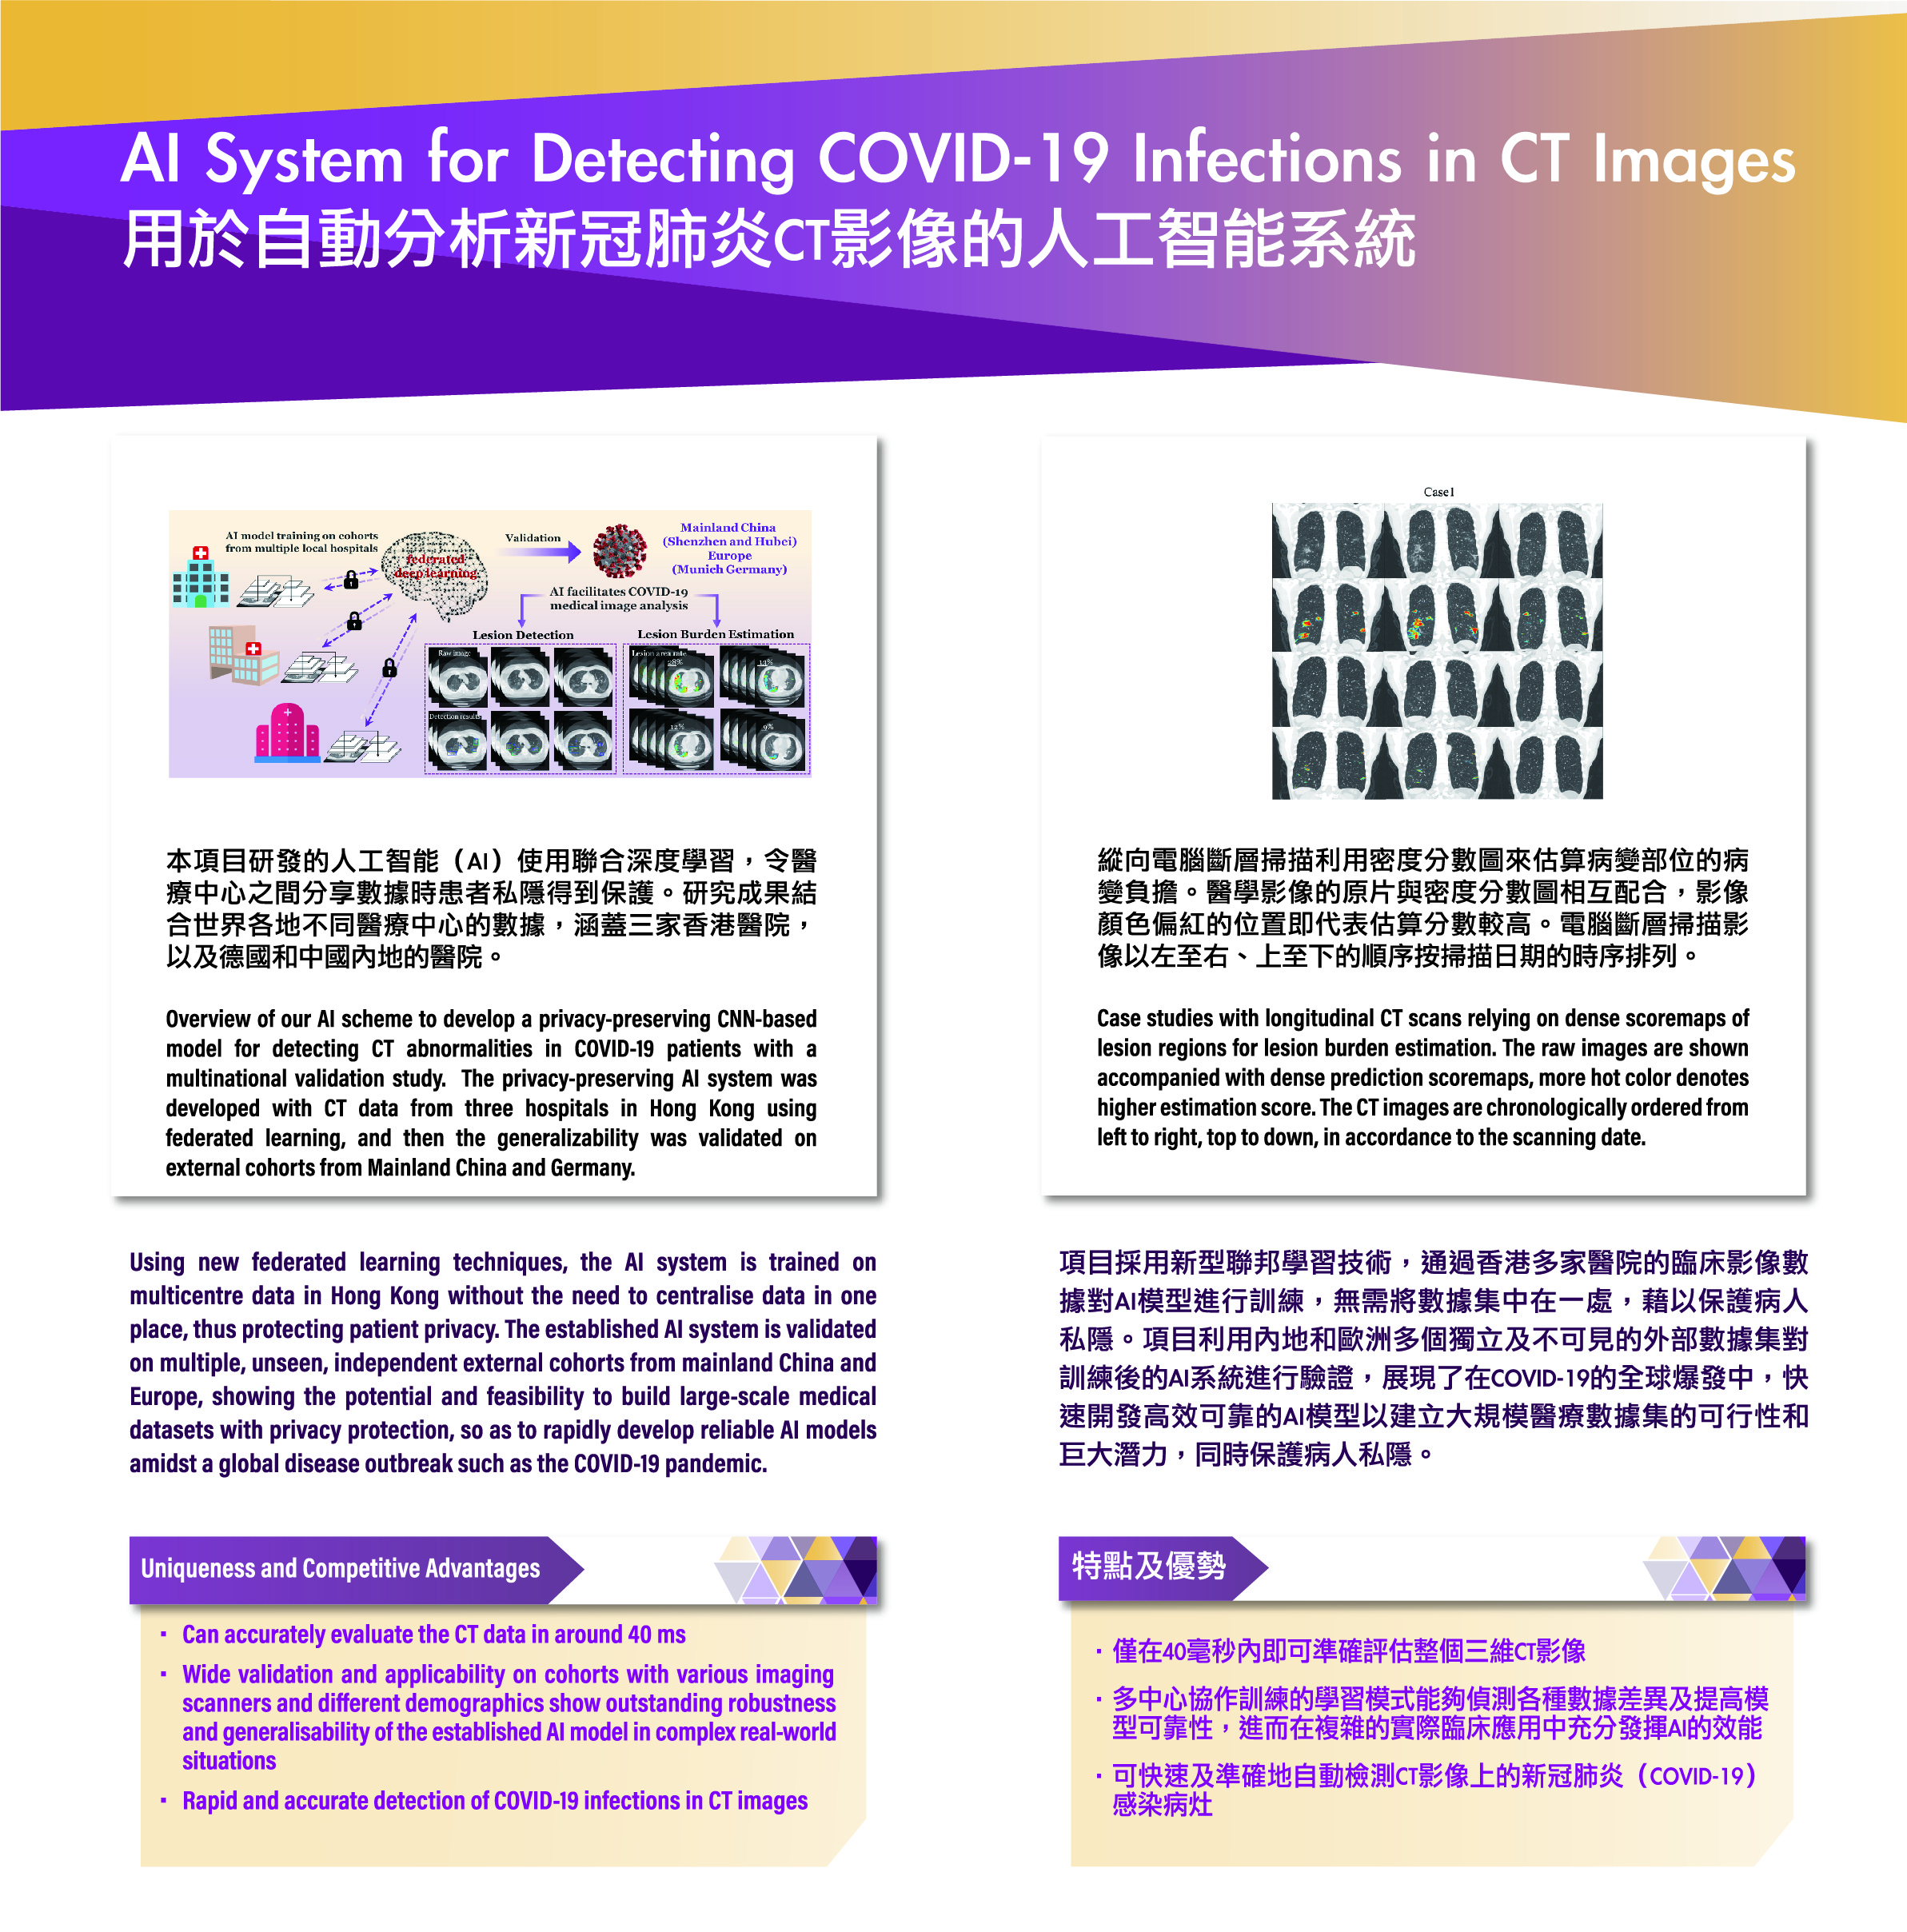 AI System for Detecting COVID-19 Infections in CT Images
用於自動分析新冠肺炎CT影像的人工智能系統
AI model training on cohorts
from multiple local hospitals
federated
deep learning
Validation
Mainland China
(Shenzhen and Hubei)
Europe
(Munich Germany)
AI facilitates COVID-19
medical image analysis
Lesion Detection
Lesion Burden Estimation
Raw image
Lesion area rate
28%
13%
Detection results
12%
9%
本項目研發的人工智能（AI）使用聯合深度學習，令醫
療中心之間分享數據時患者私隱得到保護。研究成果結
合世界各地不同醫療中心的數據，涵蓋三家香港醫院，
以及德國和中國內地的醫院。
Overview of our AI scheme to develop a privacy-preserving CNN-based
model for detecting CT abnormalities in COVID-19 patients with a
multinational validation study. The privacy-preserving AI system was
developed with CT data from three hospitals in Hong Kong using
federated learning, and then the generalizability was validated on
external cohorts from Mainland China and Germany.
Case1
縱向電腦斷層掃描利用密度分數圖來估算病變部位的病
變負擔。醫學影像的原片與密度分數圖相互配合，影像
顏色偏紅的位置即代表估算分數較高。電腦斷層掃描影
像以左至右、上至下的順序按掃描日期的時序排列。
Case studies with longitudinal CT scans relying on dense scoremaps of
lesion regions for lesion burden estimation. The raw images are shown
accompanied with dense prediction scoremaps, more hot color denotes
higher estimation score. The CT images are chronologically ordered from
left to right, top to down, in accordance to the scanning date.
Using new federated learning techniques, the AI system is trained on
multicentre data in Hong Kong without the need to centralise data in one
place, thus protecting patient privacy. The established AI system is validated
on multiple, unseen, independent external cohorts from mainland China and
Europe, showing the potential and feasibility to build large-scale medical
datasets with privacy protection, so as to rapidly develop reliable AI models
amidst a global disease outbreak such as the COVID-19 pandemic.
項目採用新型聯邦學習技術，通過香港多家醫院的臨床影像數
據對AI模型進行訓練，無需將數據集中在一處，藉以保護病人
私隱。項目利用內地和歐洲多個獨立及不可見的外部數據集對
訓練後的AI系統進行驗證，展現了在COVID-19的全球爆發中，快
速開發高效可靠的AI模型以建立大規模醫療數據集的可行性和
巨大潛力，同時保護病人私隱。
Uniqueness and Competitive Advantages
▪ Can accurately evaluate the CT data in around 40 ms
▪ Wide validation and applicability on cohorts with various imaging
scanners and different demographics show outstanding robustness
and generalisability of the established AI model in complex real-world
situations
▪ Rapid and accurate detection of COVID-19 infections in CT images
特點及優勢
· 僅在40毫秒內即可準確評估整個三維CT影像
· 多中心協作訓練的學習模式能夠偵測各種數據差異及提高模
型可靠性，進而在複雜的實際臨床應用中充分發揮AI的效能
· 可快速及準確地自動檢測CT影像上的新冠肺炎（COVID-19）
感染病灶